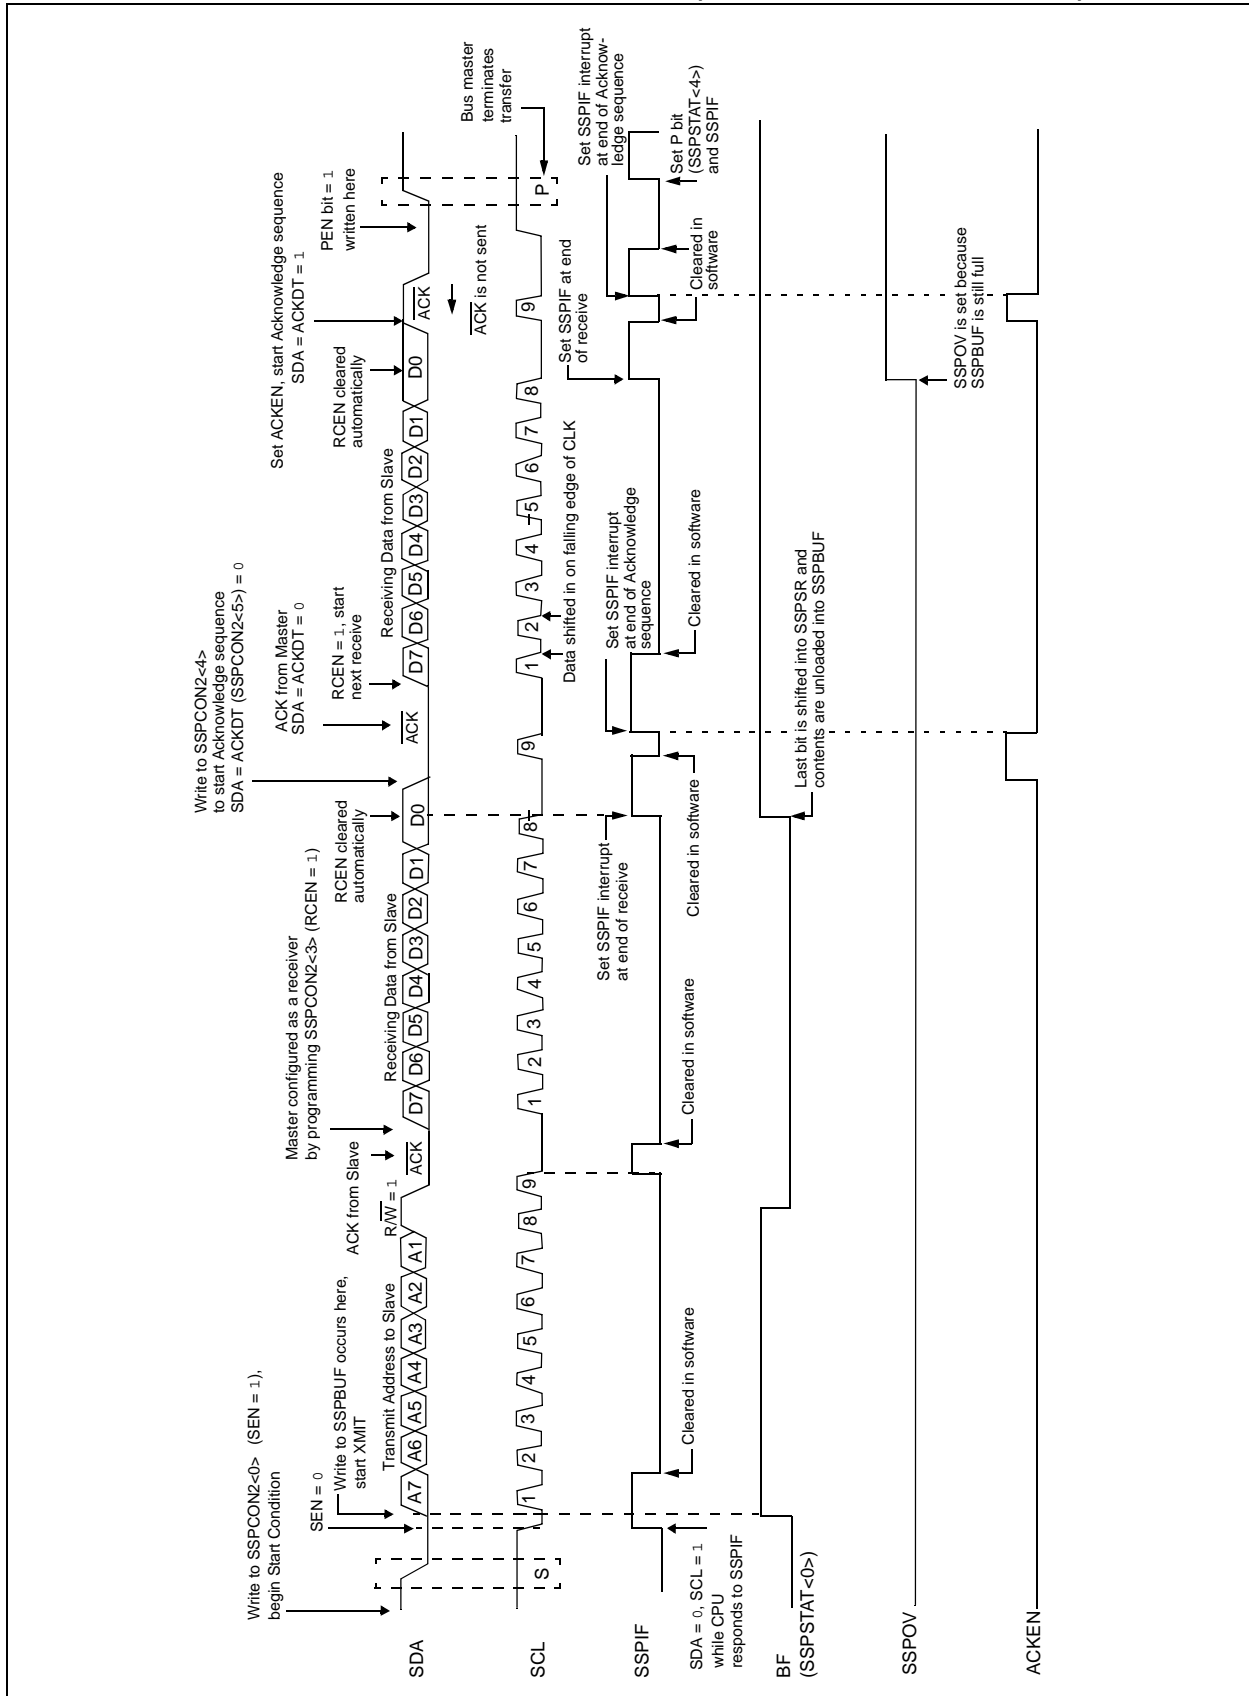 Write to SSPCON2<0> (SEN = 1),
begin Start Condition
SEN = 0
Write to SSPBUF occurs here,
start XMIT
Transmit Address to Slave
R/W = 1
ACK from Slave
Master configured as a receiver
by programming SSPCON2<3> (RCEN = 1)
Receiving Data from Slave
RCEN cleared
automatically
Write to SSPCON2<4>
to start Acknowledge sequence
SDA = ACKDT (SSPCON2<5>) = 0
ACK from Master
SDA = ACKDT = 0
RCEN = 1, start
next receive
Receiving Data from Slave
RCEN cleared
automatically
Set ACKEN, start Acknowledge sequence
SDA = ACKDT = 1
PEN bit = 1
written here
SDA
A7 A6 A5 A4 A3 A2 A1
ACK
D7 D6 D5 D4 D3 D2 D1 D0
ACK
D7 D6 D5 D4 D3 D2 D1 D0
ACK
ACK is not sent
Bus master
terminates
transfer
SCL
S
1 2 3 4 5 6 7 8 9
1 2 3 4 5 6 7 8 9
1 2 3 4 5 6 7 8 9
P
Data shifted in on falling edge of CLK
Set SSPIF interrupt
at end of receive
Set SSPIF interrupt
at end of Acknowledge
sequence
Set SSPIF at end
of receive
Set SSPIF interrupt
at end of Acknow-
ledge sequence
SSPIF
SDA = 0, SCL = 1
while CPU
responds to SSPIF
Cleared in software
Cleared in software
Cleared in software
Cleared in software
Cleared in
software
Set P bit
(SSPSTAT<4>)
and SSPIF
BF
(SSPSTAT<0>)
Last bit is shifted into SSPSR and
contents are unloaded into SSPBUF
SSPOV
SSPOV is set because
SSPBUF is still full
ACKEN